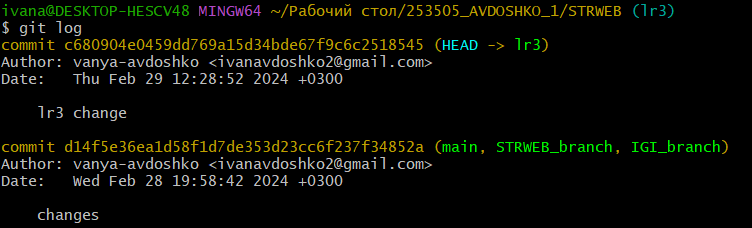 ivana@DESKTOP-HESCV48 MINGW64 ~/Рабочий стол/253505_AVDOSHKO_1/STRWEB (lr3)
$ git log
commit c680904e0459dd769a15d34bde67f9c6c2518545 (HEAD -> lr3)
Author: vanya-avdoshko <ivanavdoshko2@gmail.com>
Date:   Thu Feb 29 12:28:52 2024 +0300
    lr3 change
commit d14f5e36ea1d58f1d7de353d23cc6f237f34852a (main, STRWEB_branch, IGI_branch)
Author: vanya-avdoshko <ivanavdoshko2@gmail.com>
Date:   Wed Feb 28 19:58:42 2024 +0300
    changes